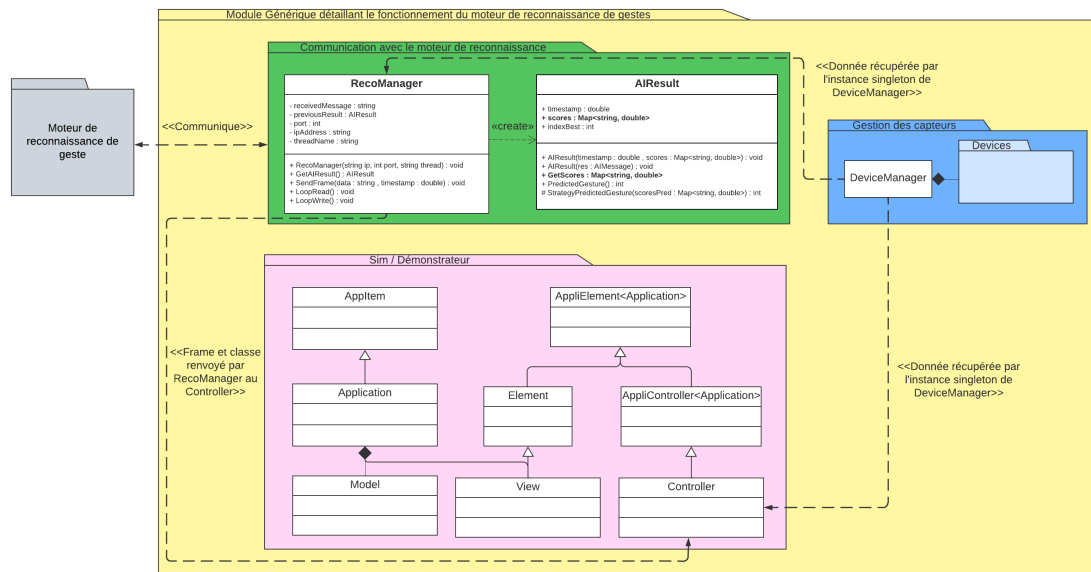 Module Générique détaillant le fonctionnement du moteur de reconnaissance de gestes
Communication avec le moteur de reconnaissance
RecoManager
- receivedMessage : string
- previousResult : AIResult
- port : int
- ipAddress : string
- threadName : string
+ RecoManager(string ip, int port, string thread) : void
+ GetAIResult() : AIResult
+ SendFrame(data : string , timestamp : double) : void
+ LoopRead() : void
+ LoopWrite() : void
«create»
AIResult
+ timestamp : double
+ scores : Map<string, double>
+ indexBest : int
+ AIResult(timestamp : double , scores : Map<string, double>) : void
+ AIResult(res : AIMessage) : void
+ GetScores : Map<string, double>
+ PredictedGesture() : int
# StrategyPredictedGesture(scoresPred : Map<string, double>) : int
<<Donnée récupérée par
l'instance singleton de
DeviceManager>>
Moteur de
reconnaissance de
geste
<<Communique>>
Gestion des capteurs
Devices
DeviceManager
Sim / Démonstrateur
AppItem
AppliElement<Application>
<<Frame et classe
renvoyé par
RecoManager au
Controller>>
Application
Element
AppliController<Application>
<<Donnée récupérée par
l'instance singleton de
DeviceManager>>
Model
View
Controller